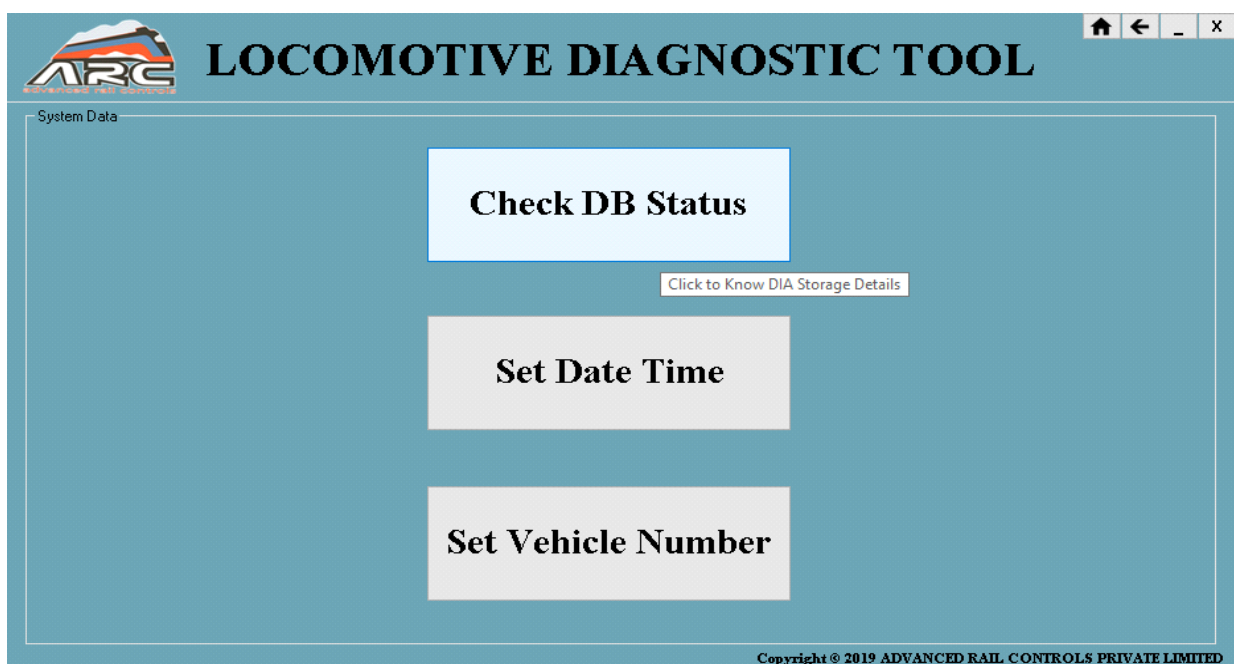 ARC
advanced rail controls
LOCOMOTIVE DIAGNOSTIC TOOL
X
System Data
Check DB Status
Click to Know DIA Storage Details
Set Date Time
Set Vehicle Number
Copyright © 2019 ADVANCED RAIL CONTROLS PRIVATE LIMITED